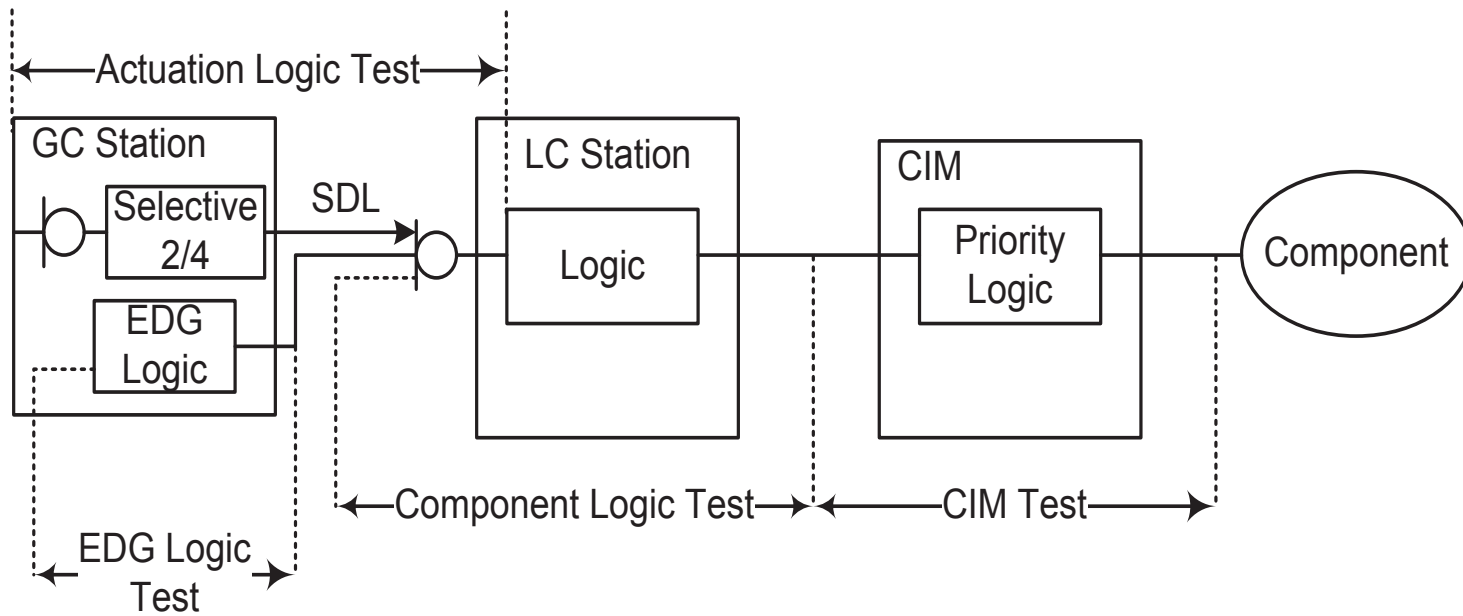 Actuation Logic Test
GC Station
LC Station
CIM
Selective
2/4
SDL
Logic
Priority
Logic
Component
EDG
Logic
Component Logic Test
CIM Test
EDG Logic
Test